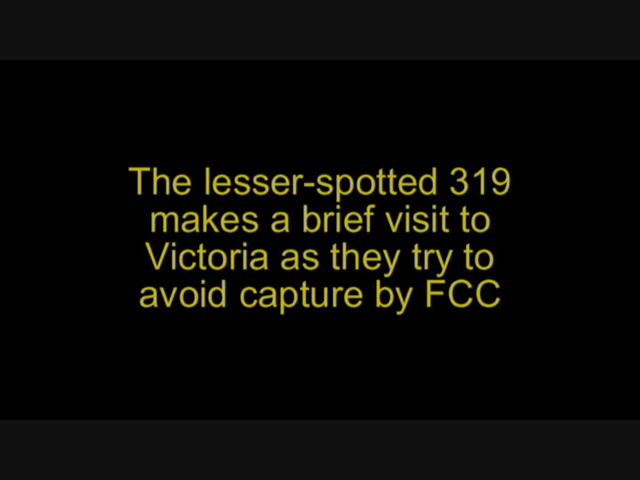 The lesser-spotted 319
makes a brief visit to
Victoria as they try to
avoid capture by FCC